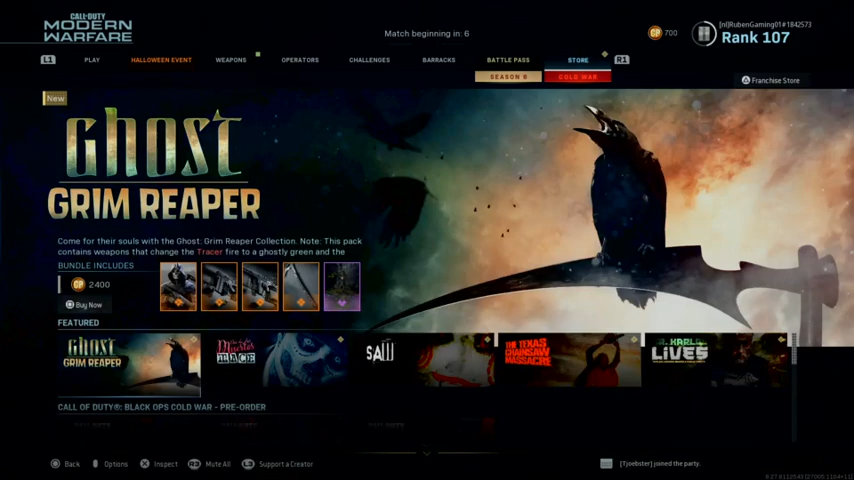 CALL OF DUTY
MODERN
WARFARE
Match beginning in: 6
CP 700
[nl]RubenGaming01#1842573
Rank 107
L1
PLAY
HALLOWEEN EVENT
WEAPONS
OPERATORS
CHALLENGES
BARRACKS
BATTLE PASS
STORE
R1
SEASON 6
COLD WAR
Franchise Store
New
Ghost
GRIM REAPER
Come for their souls with the Ghost: Grim Reaper Collection. Note: This pack
contains weapons that change the Tracer fire to a ghostly green and the
BUNDLE INCLUDES
CP 2400
Buy Now
FEATURED
Ghost
GRIM REAPER
SAW
THE TEXAS
CHAINSAW
MASSACRE
LIVES
CALL OF DUTY®: BLACK OPS COLD WAR - PRE-ORDER
Back
Options
Inspect
R3 Mute All
L3 Support a Creator
[Tjoebster] joined the party.